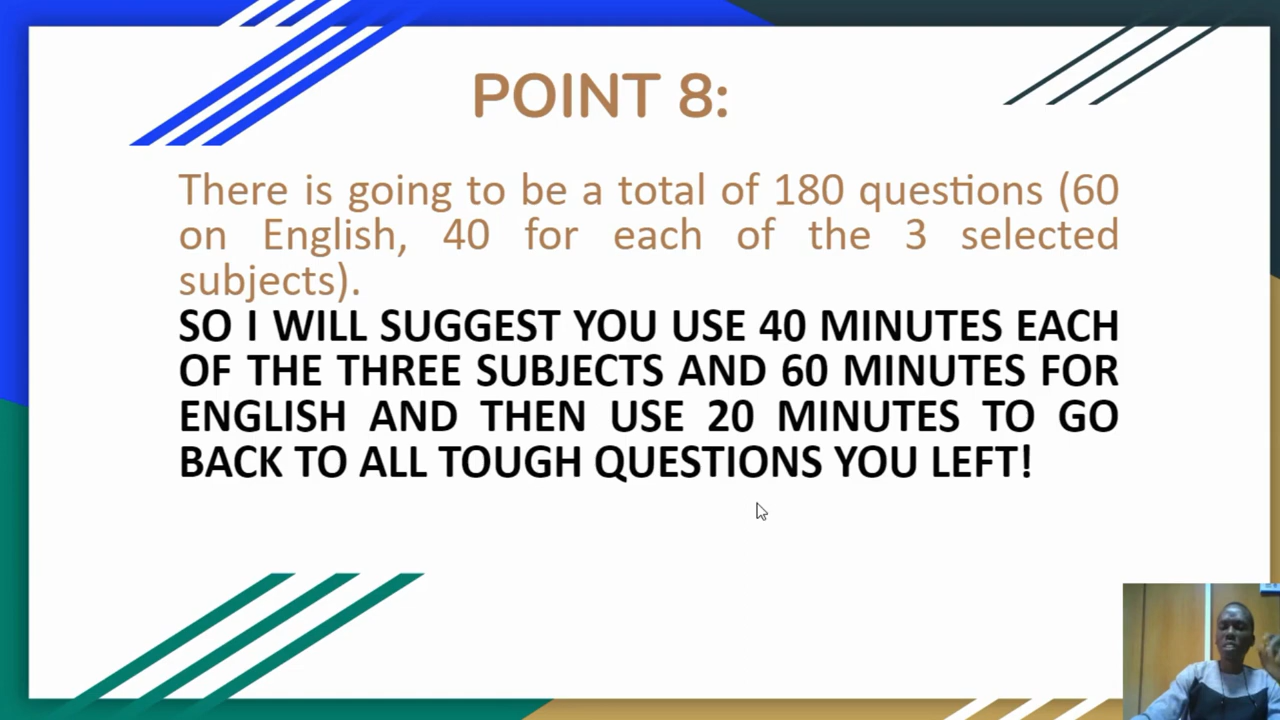 POINT 8:
There is going to be a total of 180 questions (60
on English, 40 for each of the 3 selected
subjects).
SO I WILL SUGGEST YOU USE 40 MINUTES EACH
OF THE THREE SUBJECTS AND 60 MINUTES FOR
ENGLISH AND THEN USE 20 MINUTES TO GO
BACK TO ALL TOUGH QUESTIONS YOU LEFT!